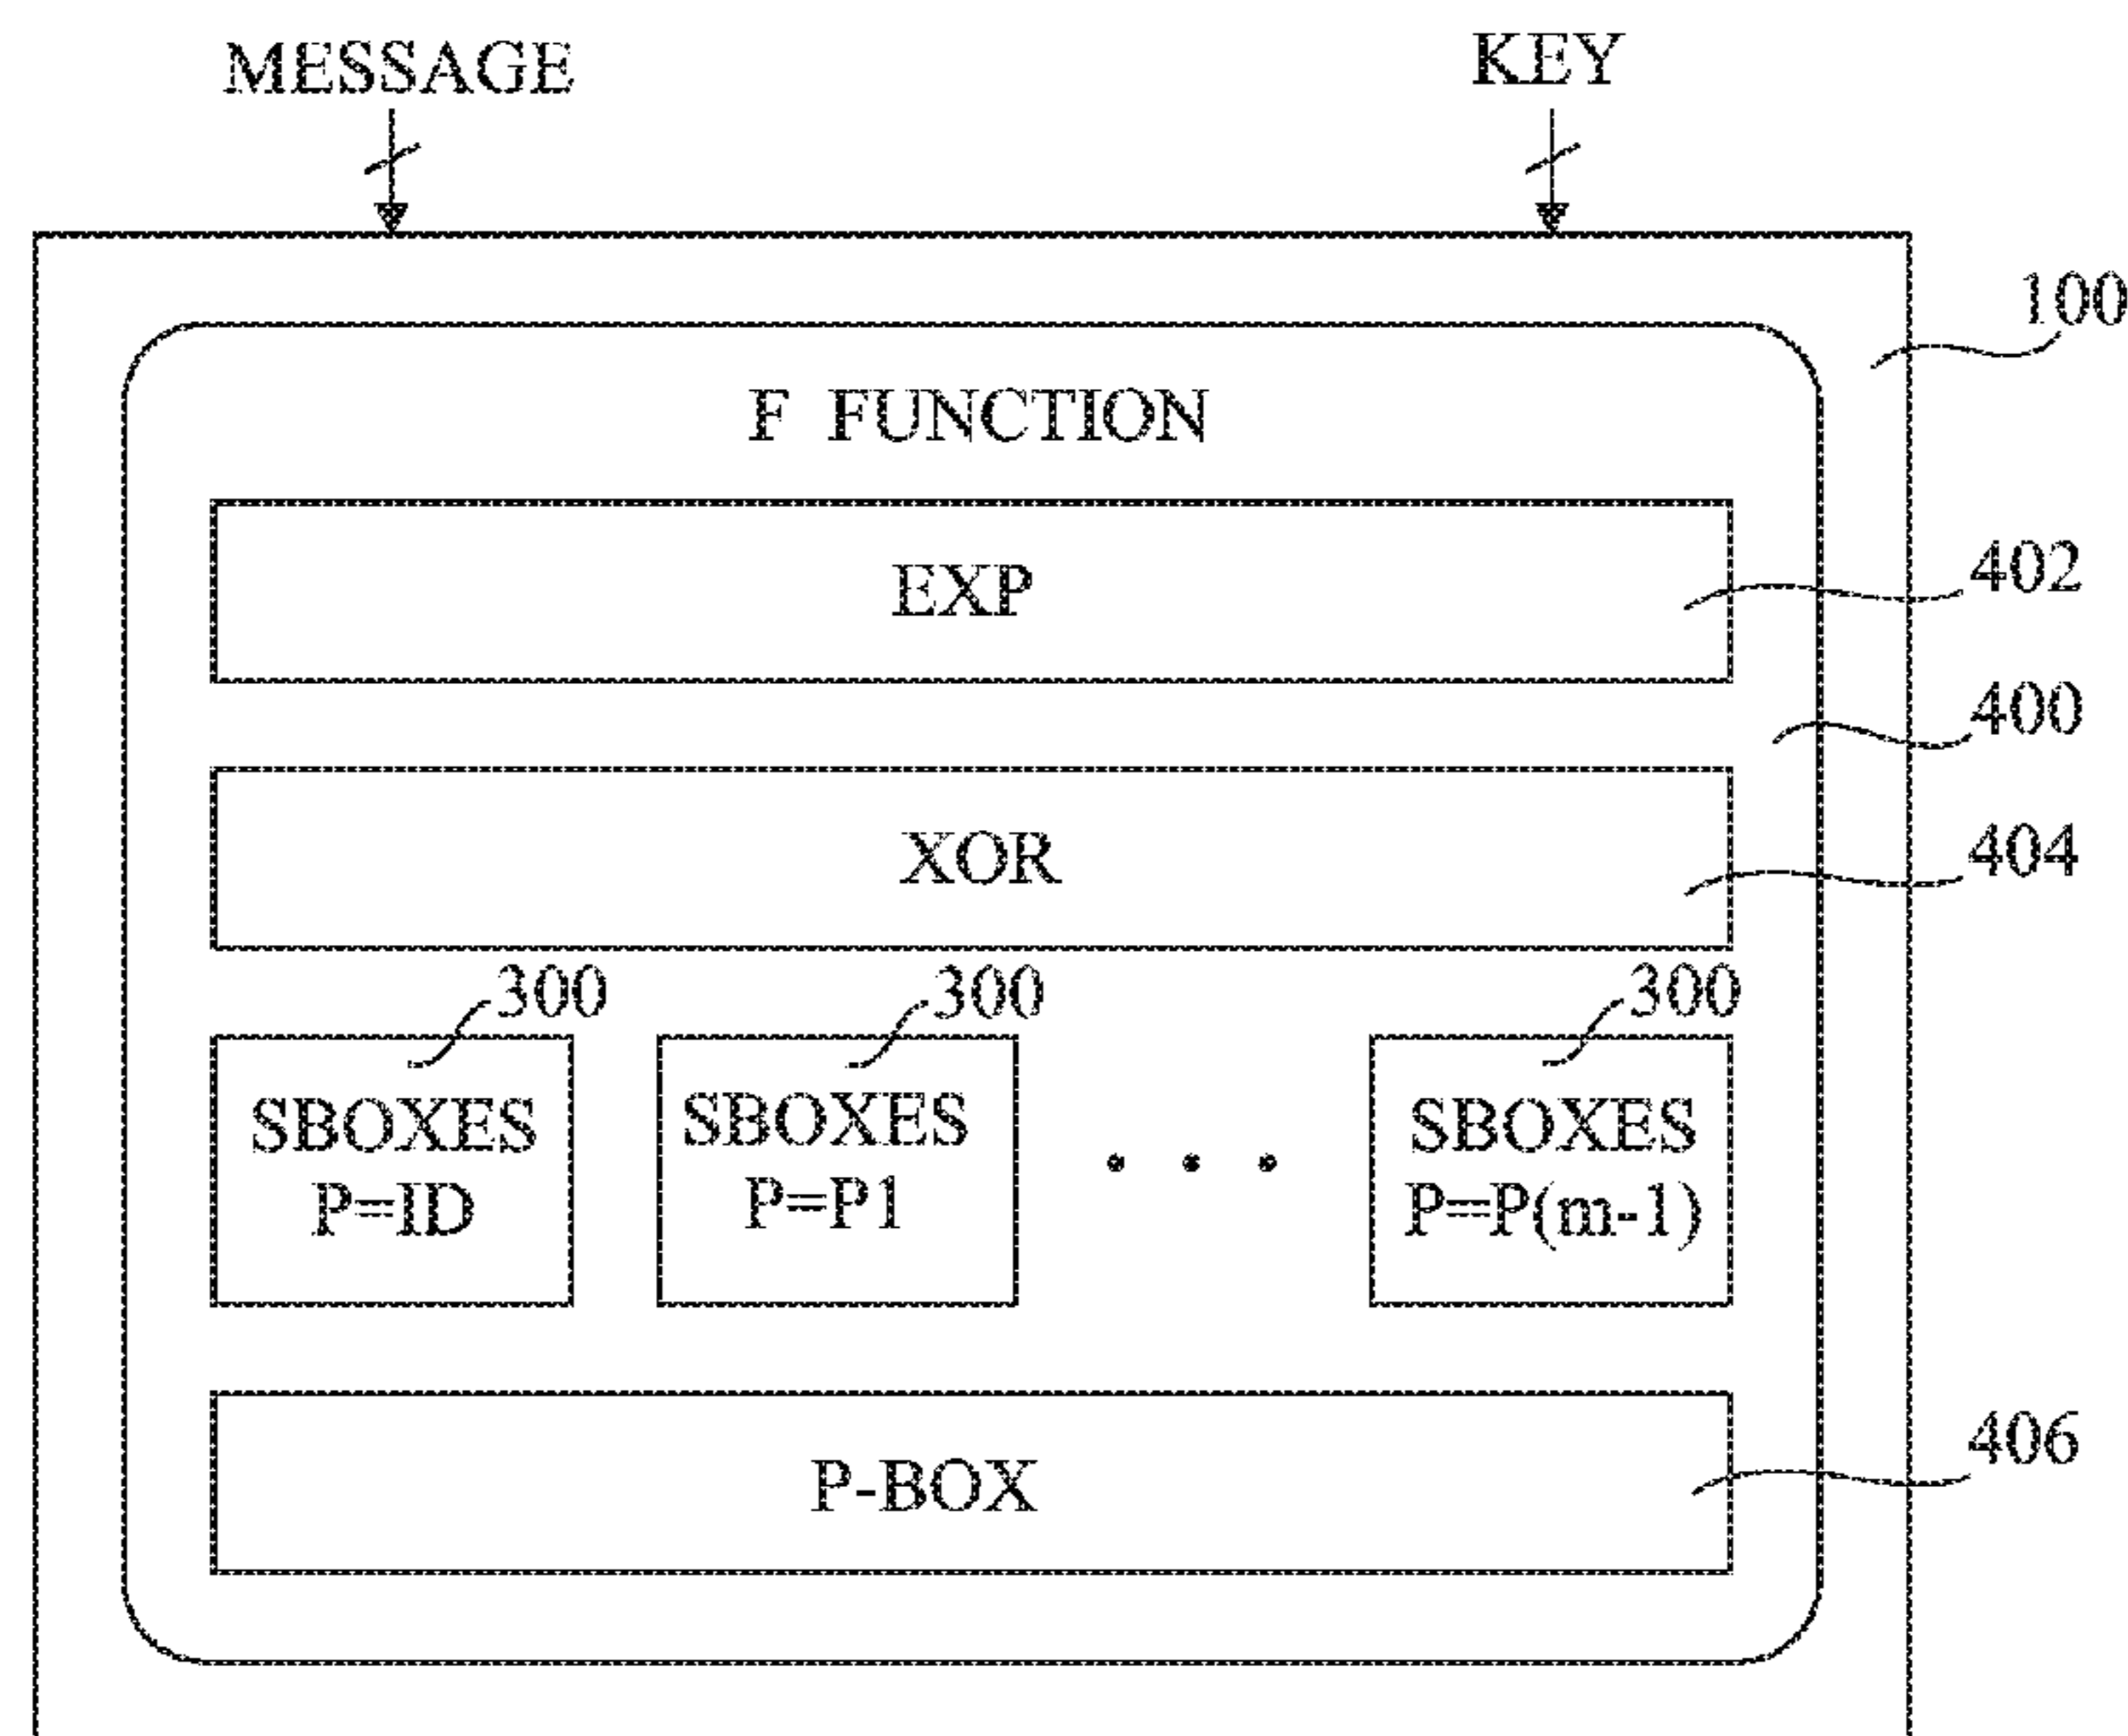 MESSAGE KEY
100
F FUNCTION
EXP
402
400
XOR
404
300 300 300
SBOXES SBOXES SBOXES
P=ID P=P1 P=P(m-1)
P-BOX
406